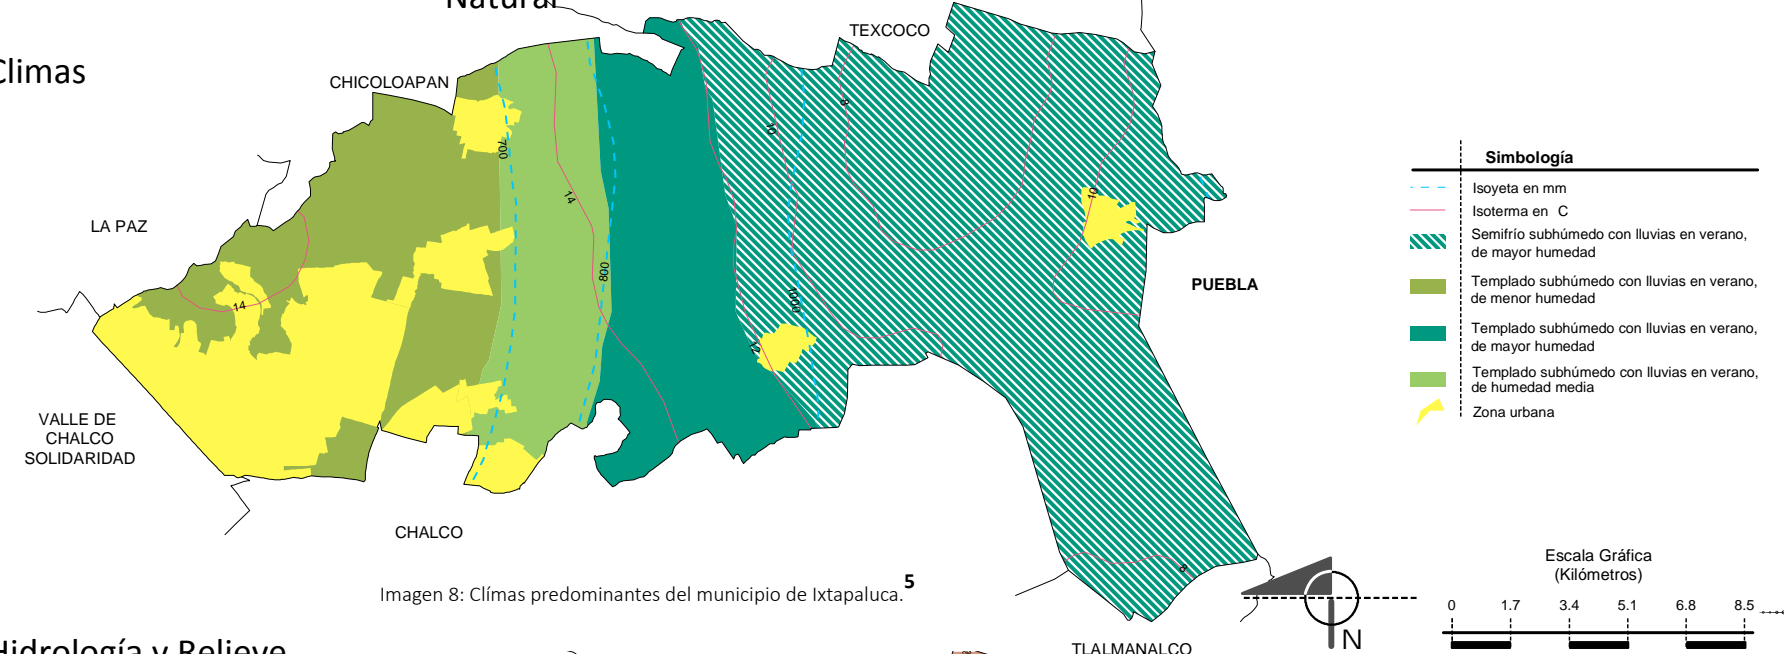 Natural
Climas
TEXCOCO
CHICOLOAPAN
LA PAZ
PUEBLA
VALLE DE
CHALCO
SOLIDARIDAD
CHALCO
TLALMANALCO
700
14
14
800
10
1000
12
8
10
8
Simbología
Isoyeta en mm
Isoterma en C
Semifrío subhúmedo con lluvias en verano,
de mayor humedad
Templado subhúmedo con lluvias en verano,
de menor humedad
Templado subhúmedo con lluvias en verano,
de mayor humedad
Templado subhúmedo con lluvias en verano,
de humedad media
Zona urbana
Escala Gráfica
(Kilómetros)
0 1.7 3.4 5.1 6.8 8.5
N
Imagen 8: Clímas predominantes del municipio de Ixtapaluca.5
Hidrología y Relieve